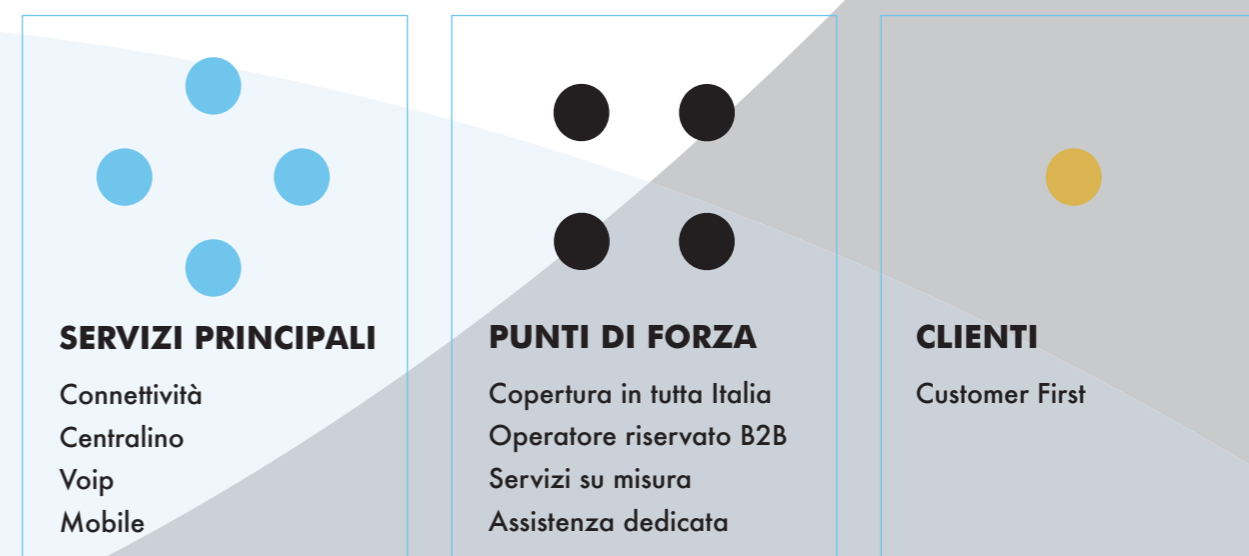 SERVIZI PRINCIPALI
Connettività
Centralino
Voip
Mobile
PUNTI DI FORZA
Copertura in tutta Italia
Operatore riservato B2B
Servizi su misura
Assistenza dedicata
CLIENTI
Customer First